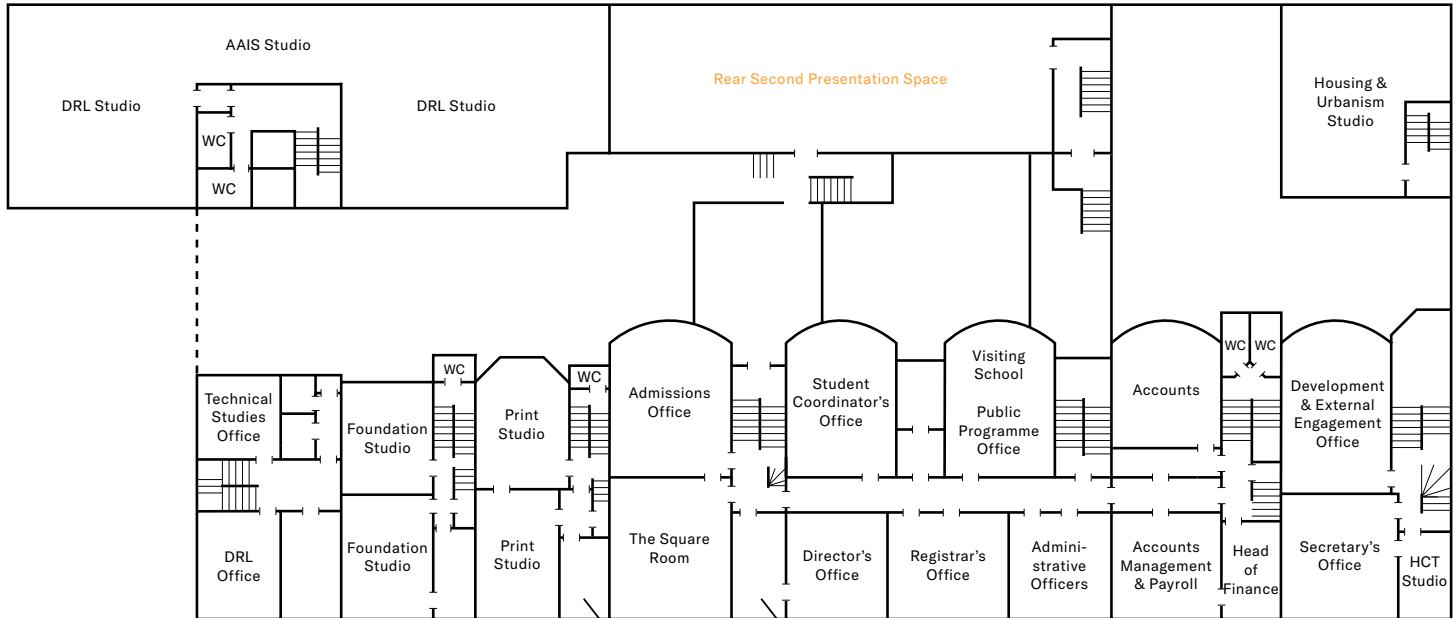 AAIS Studio
DRL Studio
DRL Studio
Rear Second Presentation Space
Housing &
Urbanism
Studio
WC
WC
WC
WC
WC
WC
Technical
Studies
Office
Foundation
Studio
Print
Studio
Admissions
Office
Student
Coordinator's
Office
Visiting
School
Public
Programme
Office
Accounts
Development
& External
Engagement
Office
DRL
Office
Foundation
Studio
Print
Studio
The Square
Room
Director's
Office
Registrar's
Office
Admini-
strative
Officers
Accounts
Management
& Payroll
Head
of
Finance
Secretary's
Office
HCT
Studio